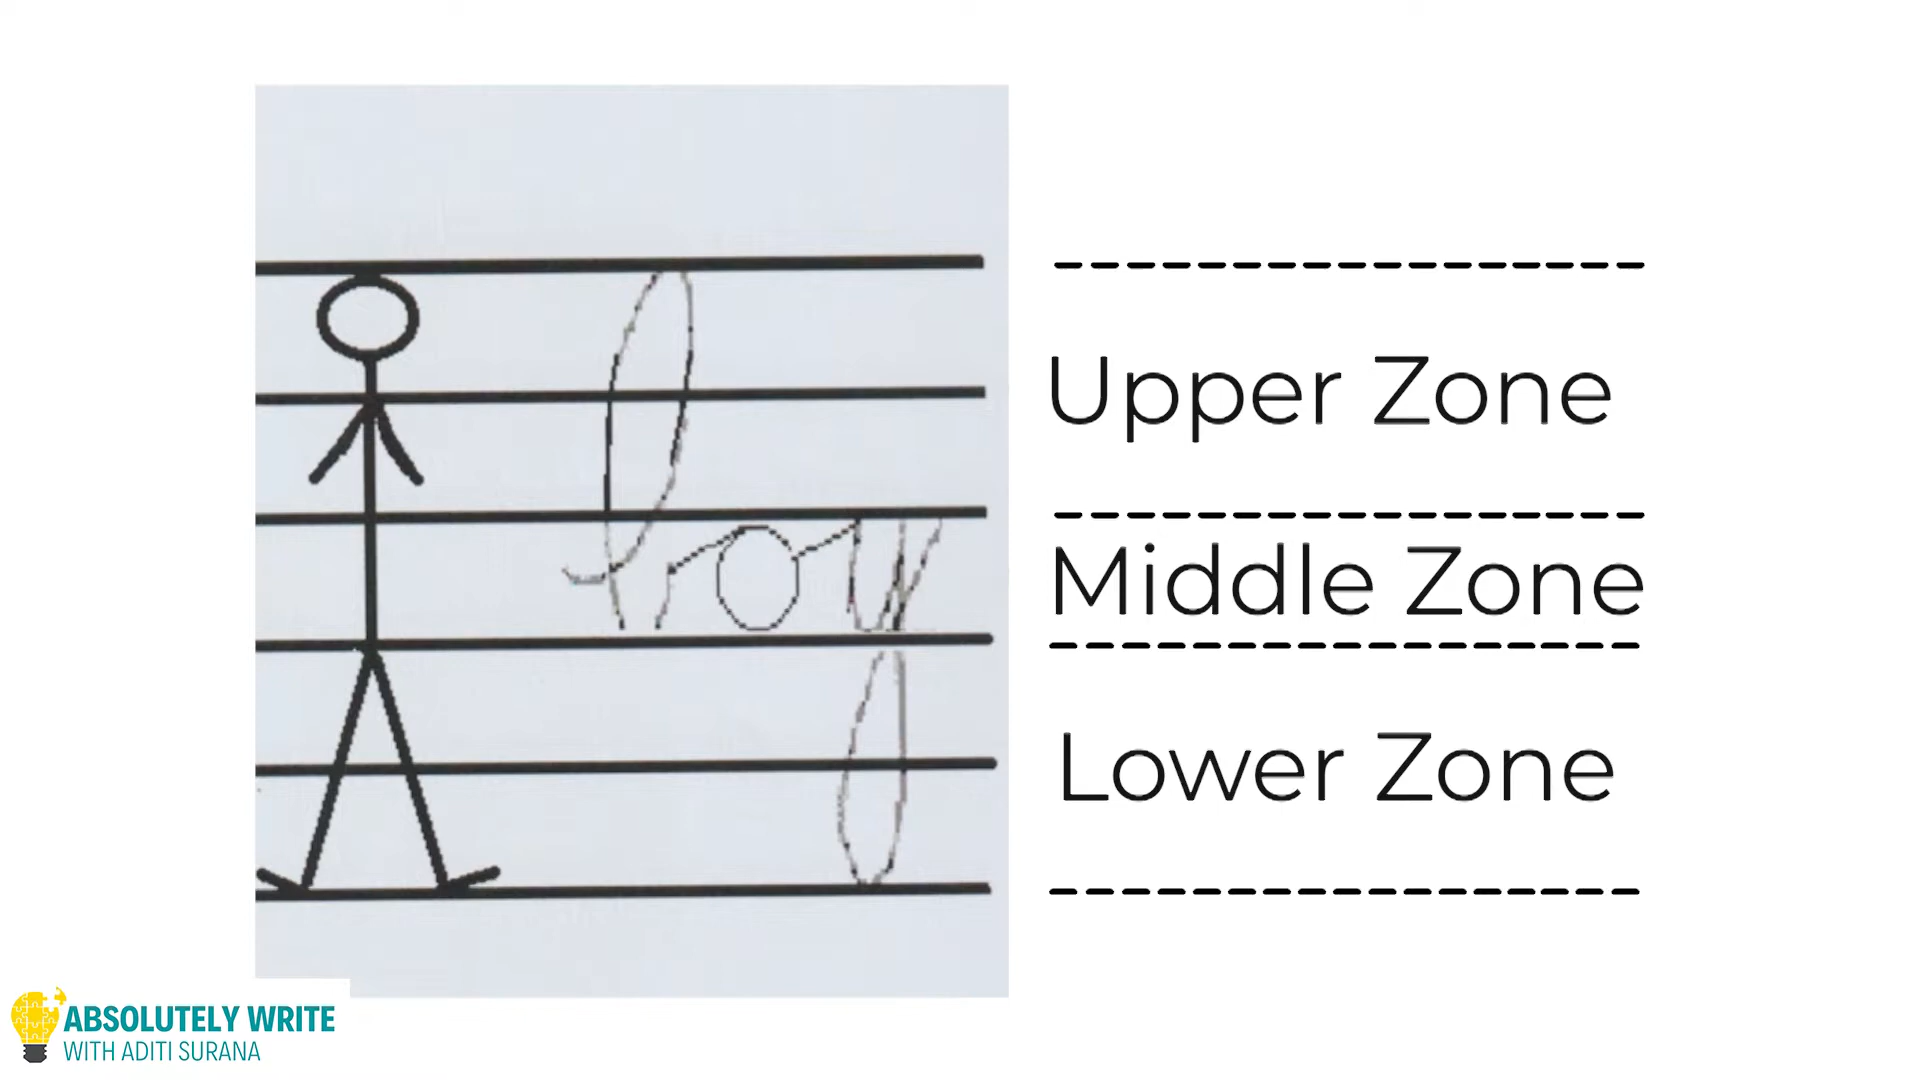 Upper Zone
Middle Zone
Lower Zone
ABSOLUTELY WRITE
WITH ADITI SURANA